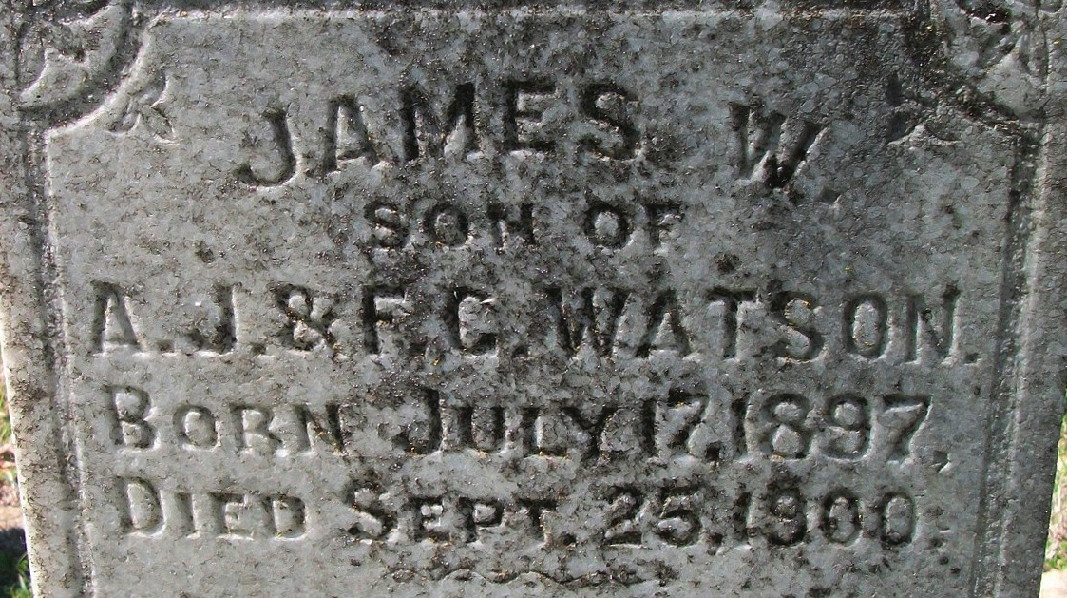 JAMES W.
SON OF
A. J. & F. C. WATSON.
BORN JULY 17, 1897,
DIED SEPT. 25, 1900.